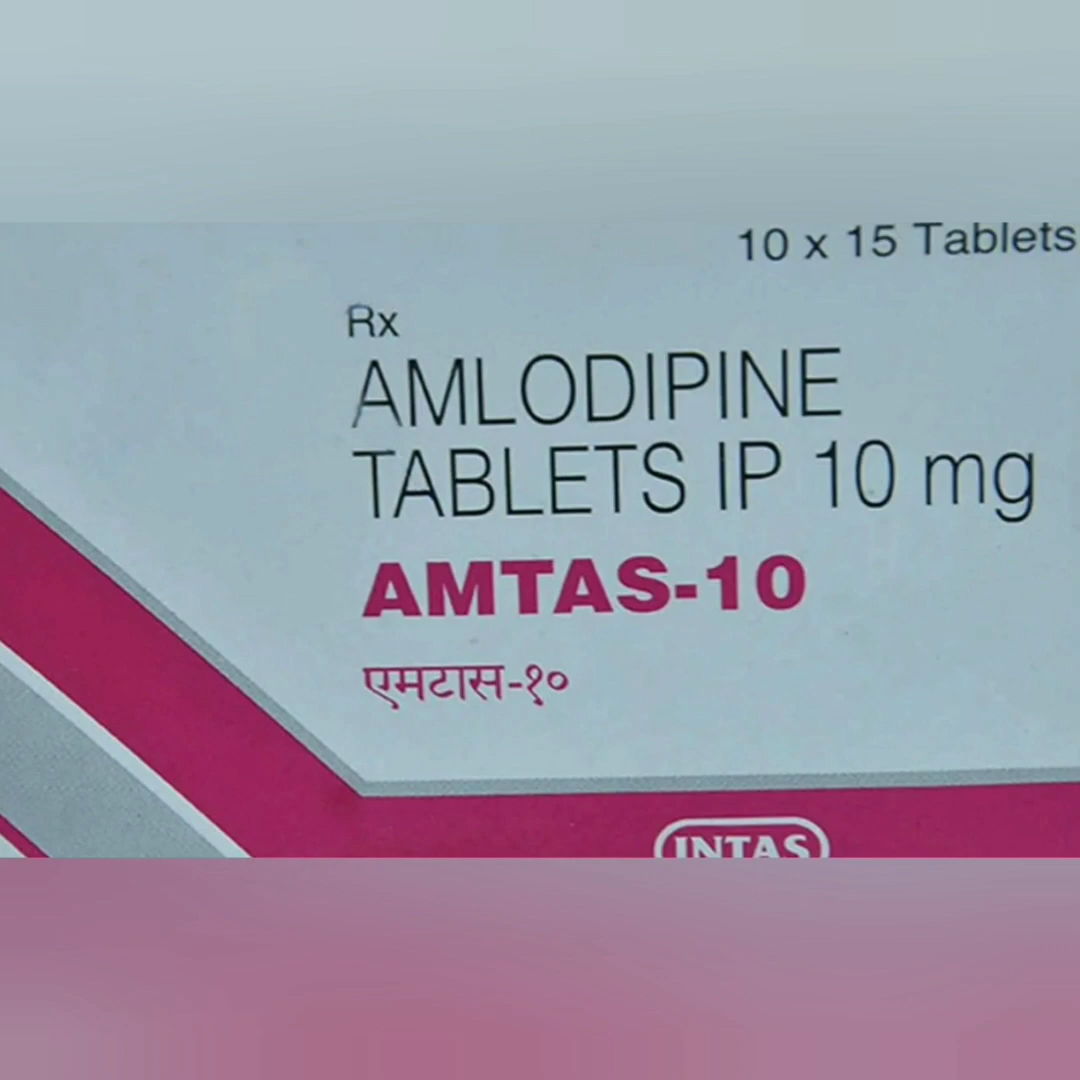 10 x 15 Tablets
Rx
AMLODIPINE
TABLETS IP 10 mg
AMTAS-10
एमटास-१०
INTAS